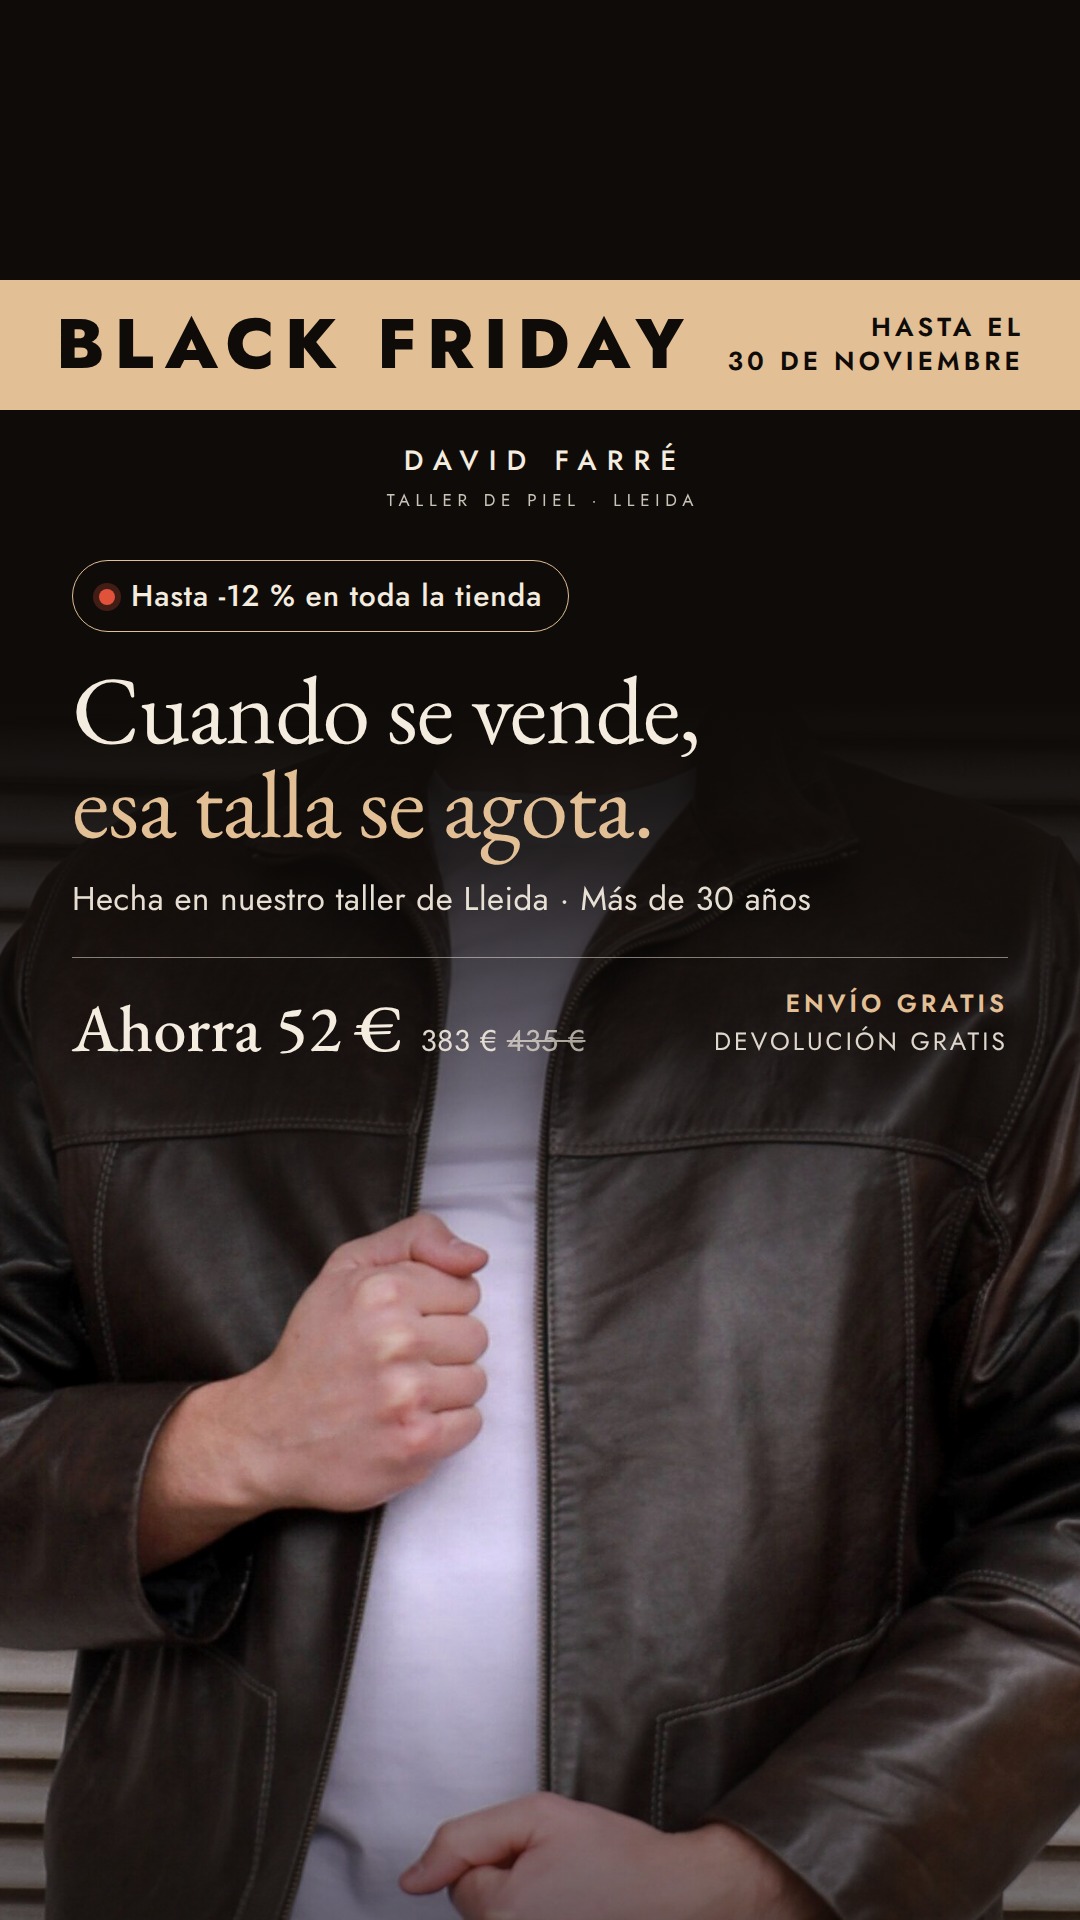 BLACK FRIDAY
HASTA EL
30 DE NOVIEMBRE
DAVID FARRÉ
TALLER DE PIEL · LLEIDA
Hasta -12 % en toda la tienda
Cuando se vende,
esa talla se agota.
Hecha en nuestro taller de Lleida · Más de 30 años
Ahorra 52 € 383 € 435 €
ENVÍO GRATIS
DEVOLUCIÓN GRATIS